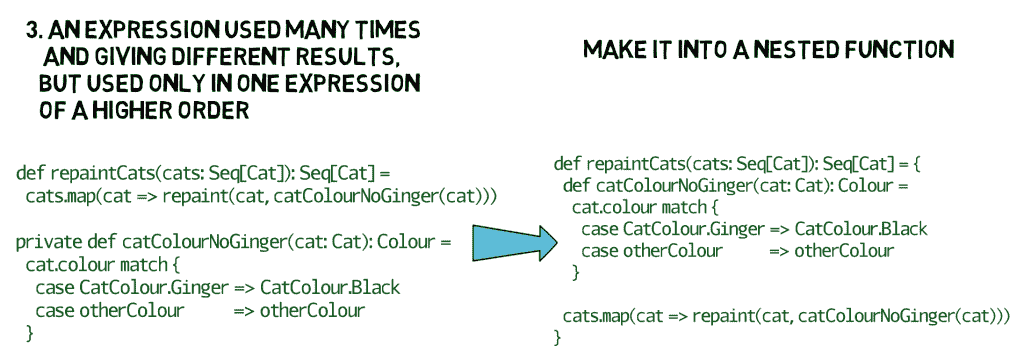 3. AN EXPRESSION USED MANY TIMES
AND GIVING DIFFERENT RESULTS,
BUT USED ONLY IN ONE EXPRESSION
OF A HIGHER ORDER
def repaintCats(cats: Seq[Cat]): Seq[Cat] =
cats.map(cat => repaint(cat, catColourNoGinger(cat)))
private def catColourNoGinger(cat: Cat): Colour =
cat.colour match {
case CatColour.Ginger => CatColour.Black
case otherColour => otherColour
}
MAKE IT INTO A NESTED FUNCTION
def repaintCats(cats: Seq[Cat]): Seq[Cat] = {
def catColourNoGinger(cat: Cat): Colour =
cat.colour match {
case CatColour.Ginger => CatColour.Black
case otherColour => otherColour
}
cats.map(cat => repaint(cat, catColourNoGinger(cat)))
}